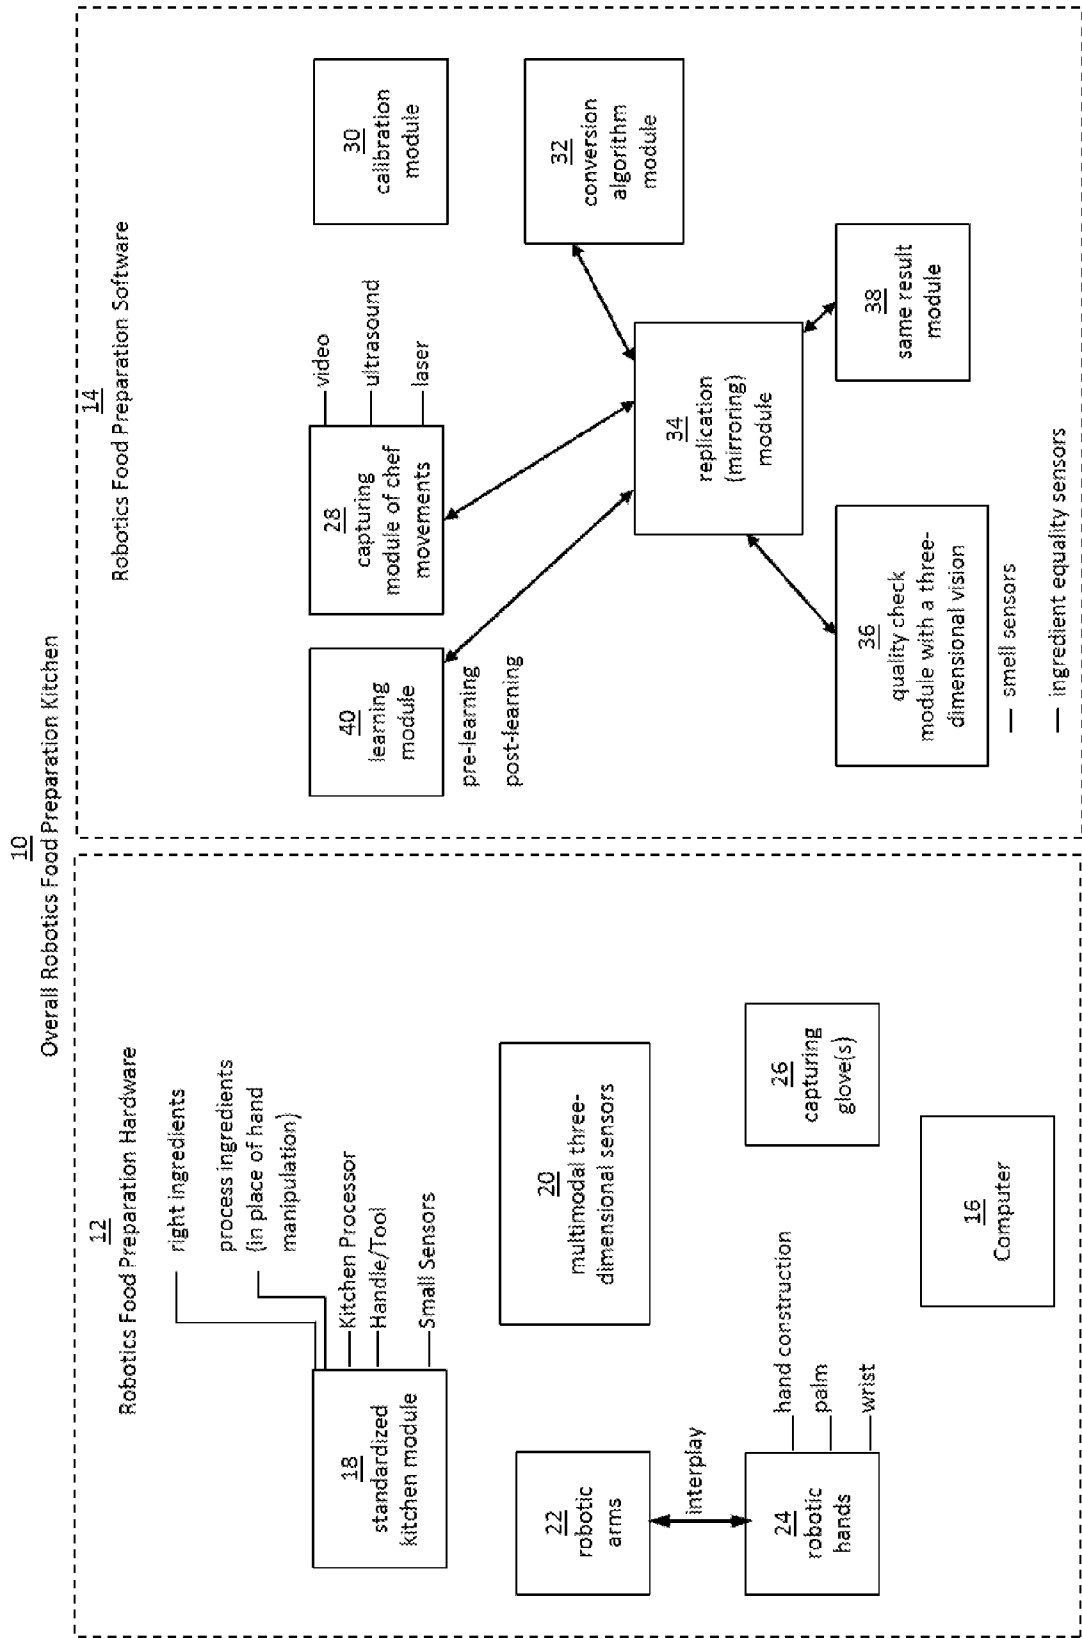 10
Overall Robotics Food Preparation Kitchen
12
Robotics Food Preparation Hardware
right ingredients
process ingredients
(in place of hand
manipulation)
18
standardized
kitchen module
Kitchen Processor
Handle/Tool
Small Sensors
20
multimodal three-
dimensional sensors
22
robotic
arms
interplay
24
robotic
hands
hand construction
palm
wrist
26
capturing
glove(s)
16
Computer
14
Robotics Food Preparation Software
40
learning
module
pre-learning
post-learning
28
capturing
module of chef
movements
video
ultrasound
laser
30
calibration
module
32
conversion
algorithm
module
34
replication
(mirroring)
module
36
quality check
module with a three-
dimensional vision
smell sensors
ingredient equality sensors
38
same result
module